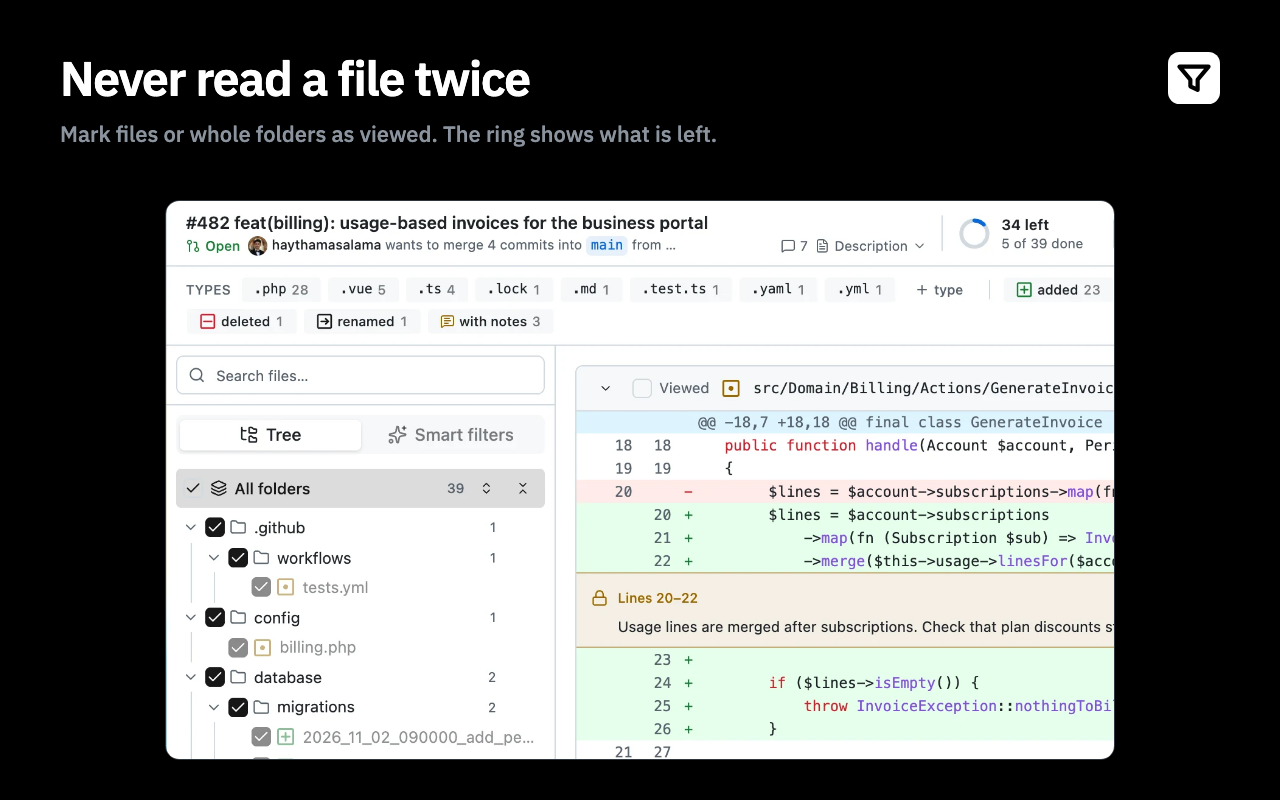 Never read a file twice
Mark files or whole folders as viewed. The ring shows what is left.
#482 feat(billing): usage-based invoices for the business portal
Open haythamasalama wants to merge 4 commits into main from ...
7 Description
34 left
5 of 39 done
TYPES .php 28 .vue 5 .ts 4 .lock 1 .md 1 .test.ts 1 .yaml 1 .yml 1 + type added 23
deleted 1 renamed 1 with notes 3
Search files...
Tree Smart filters
All folders 39
.github 1
workflows 1
tests.yml
config 1
billing.php
database 2
migrations 2
2026_11_02_090000_add_pe...
Viewed src/Domain/Billing/Actions/GenerateInvoic
@@ -18,7 +18,18 @@ final class GenerateInvoice
18 18 public function handle(Account $account, Per
19 19 {
20 - $lines = $account->subscriptions->map(fn
20 + $lines = $account->subscriptions
21 + ->map(fn (Subscription $sub) => Invo
22 + ->merge($this->usage->linesFor($acco
Lines 20–22
Usage lines are merged after subscriptions. Check that plan discounts s
23 +
24 + if ($lines->isEmpty()) {
25 + throw InvoiceException::nothingToBil
26 + }
21 27